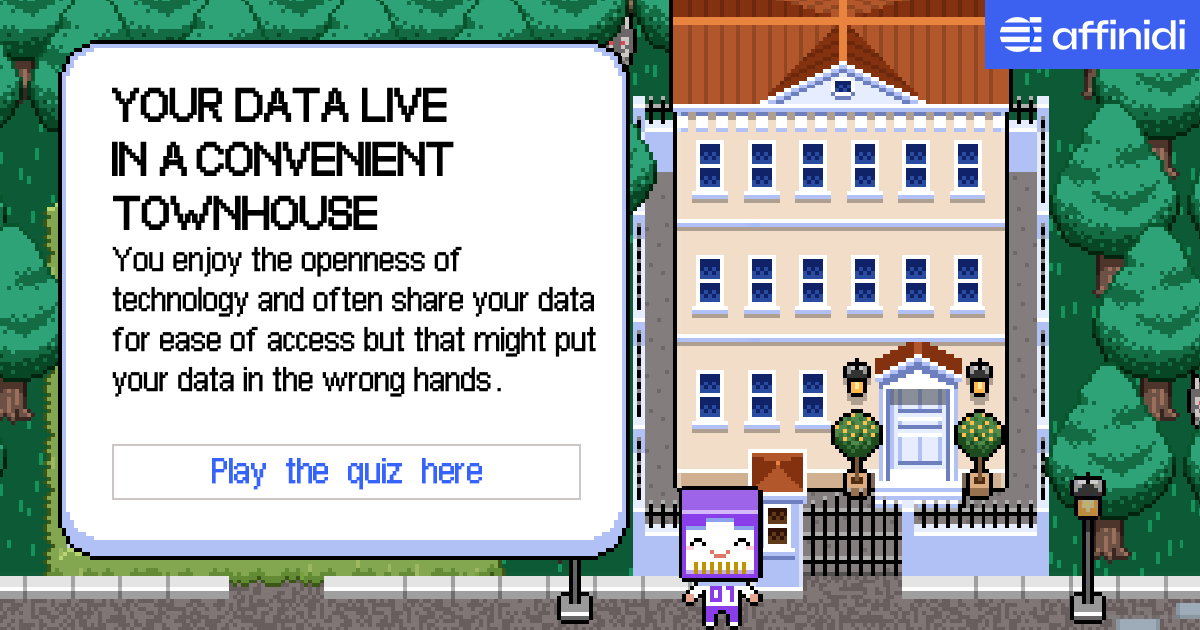 affinidi
YOUR DATA LIVE
IN A CONVENIENT
TOWNHOUSE
You enjoy the openness of
technology and often share your data
for ease of access but that might put
your data in the wrong hands.
Play the quiz here
01